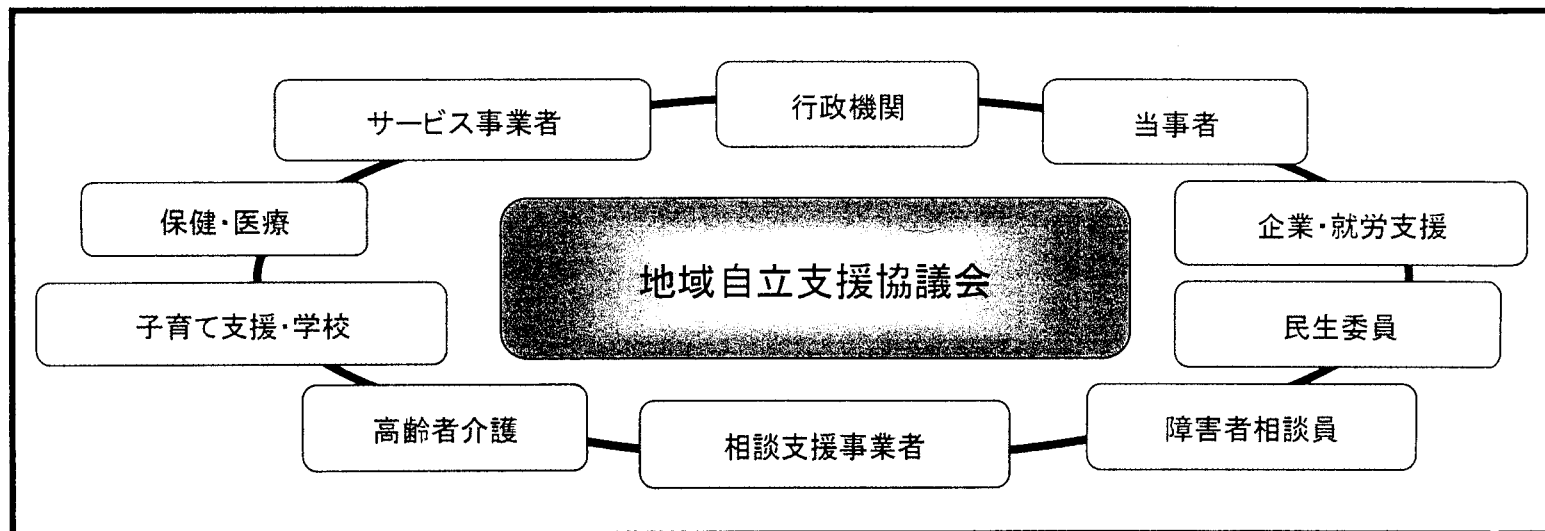 サービス事業者
行政機関
当事者
保健・医療
企業・就労支援
地域自立支援協議会
子育て支援・学校
民生委員
高齢者介護
相談支援事業者
障害者相談員